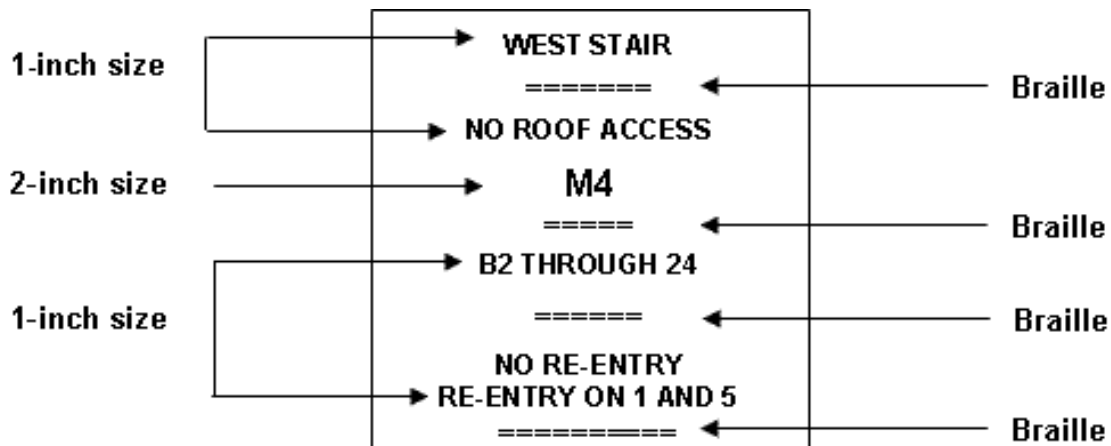 WEST STAIR
1-inch size
=======
Braille
NO ROOF ACCESS
2-inch size
M4
=====
Braille
B2 THROUGH 24
1-inch size
======
Braille
NO RE-ENTRY
RE-ENTRY ON 1 AND 5
==========
Braille